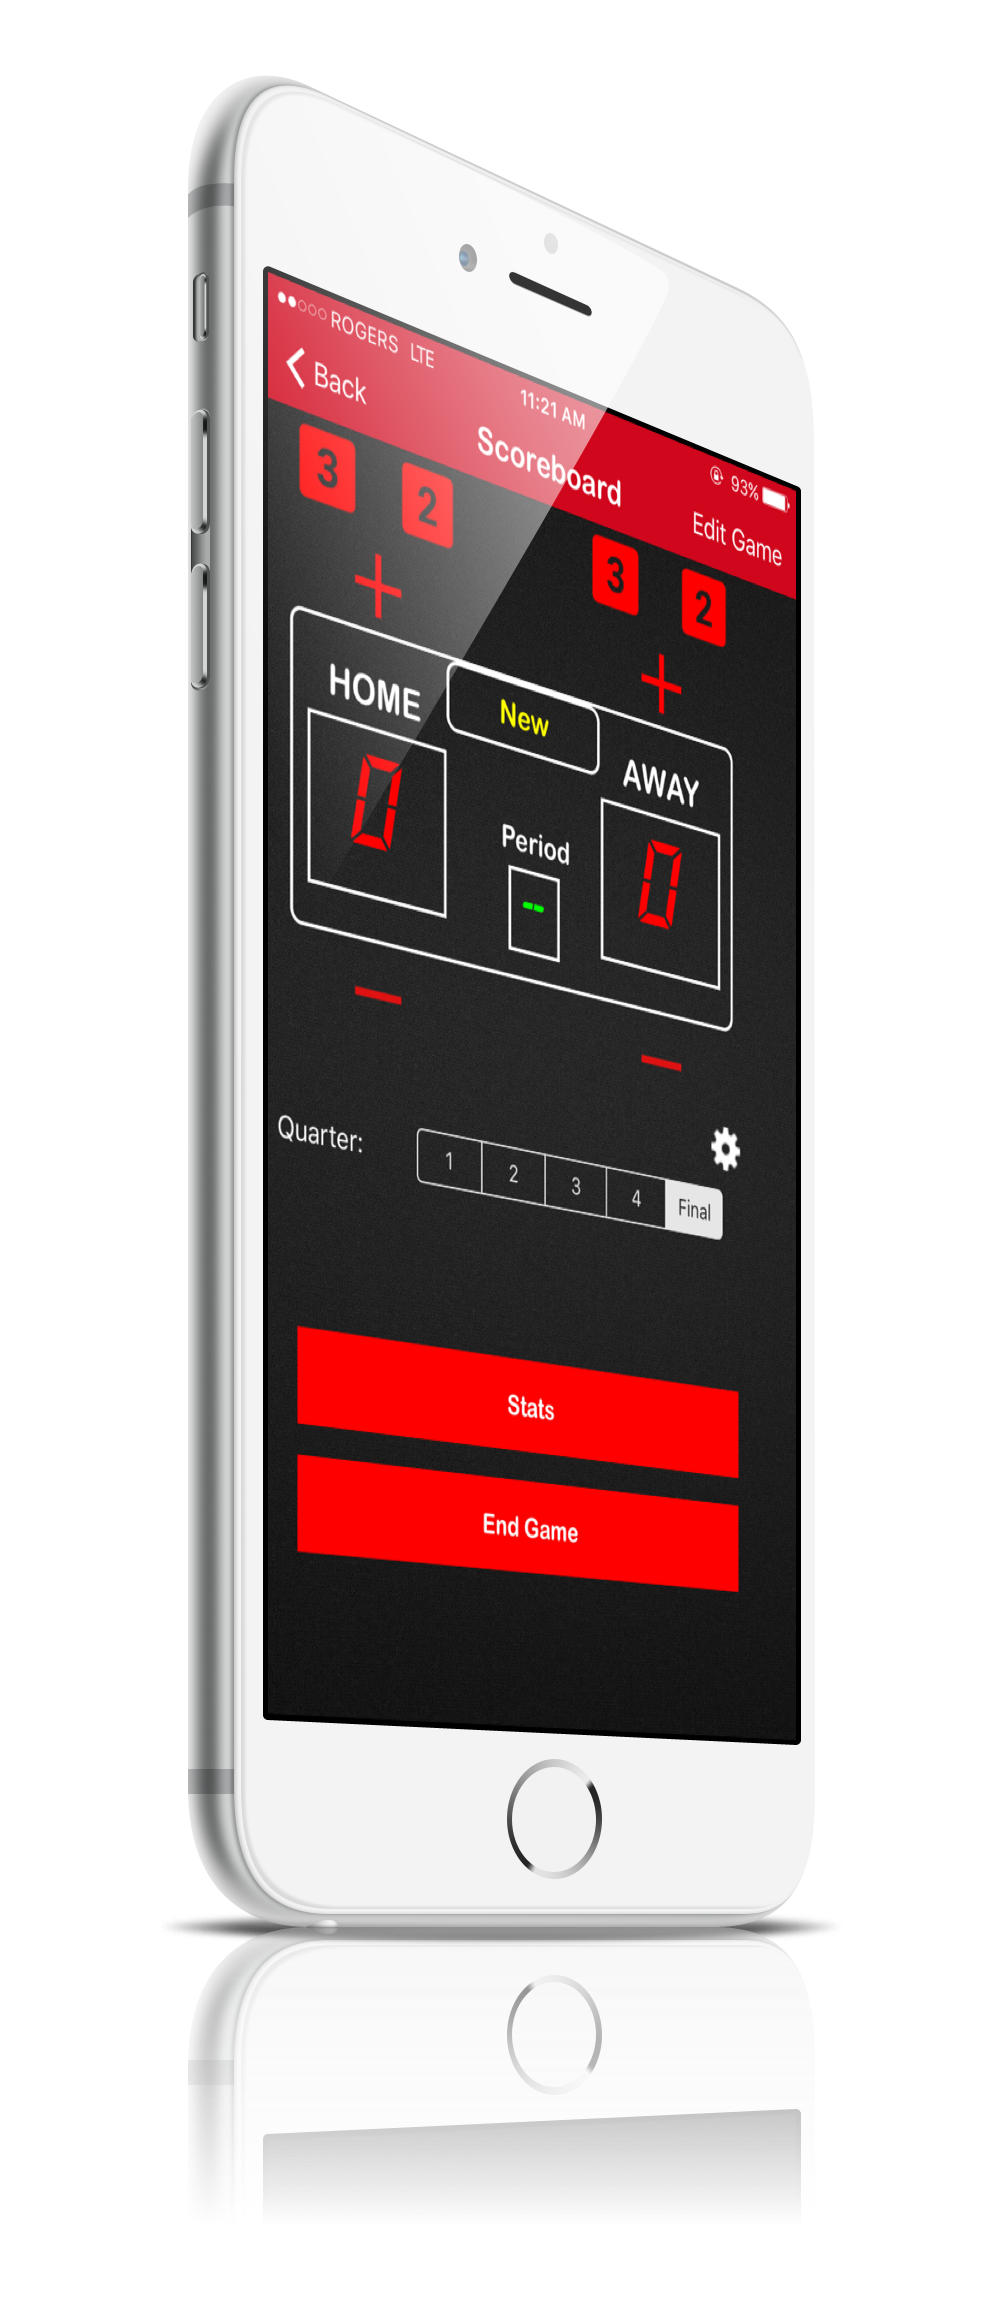 ROGERS LTE
11:21 AM
93%
Back
Scoreboard
Edit Game
3 2
3 2
+
+
HOME
New
AWAY
0
Period
--
0
−
−
Quarter:
1 2 3 4 Final
Stats
End Game